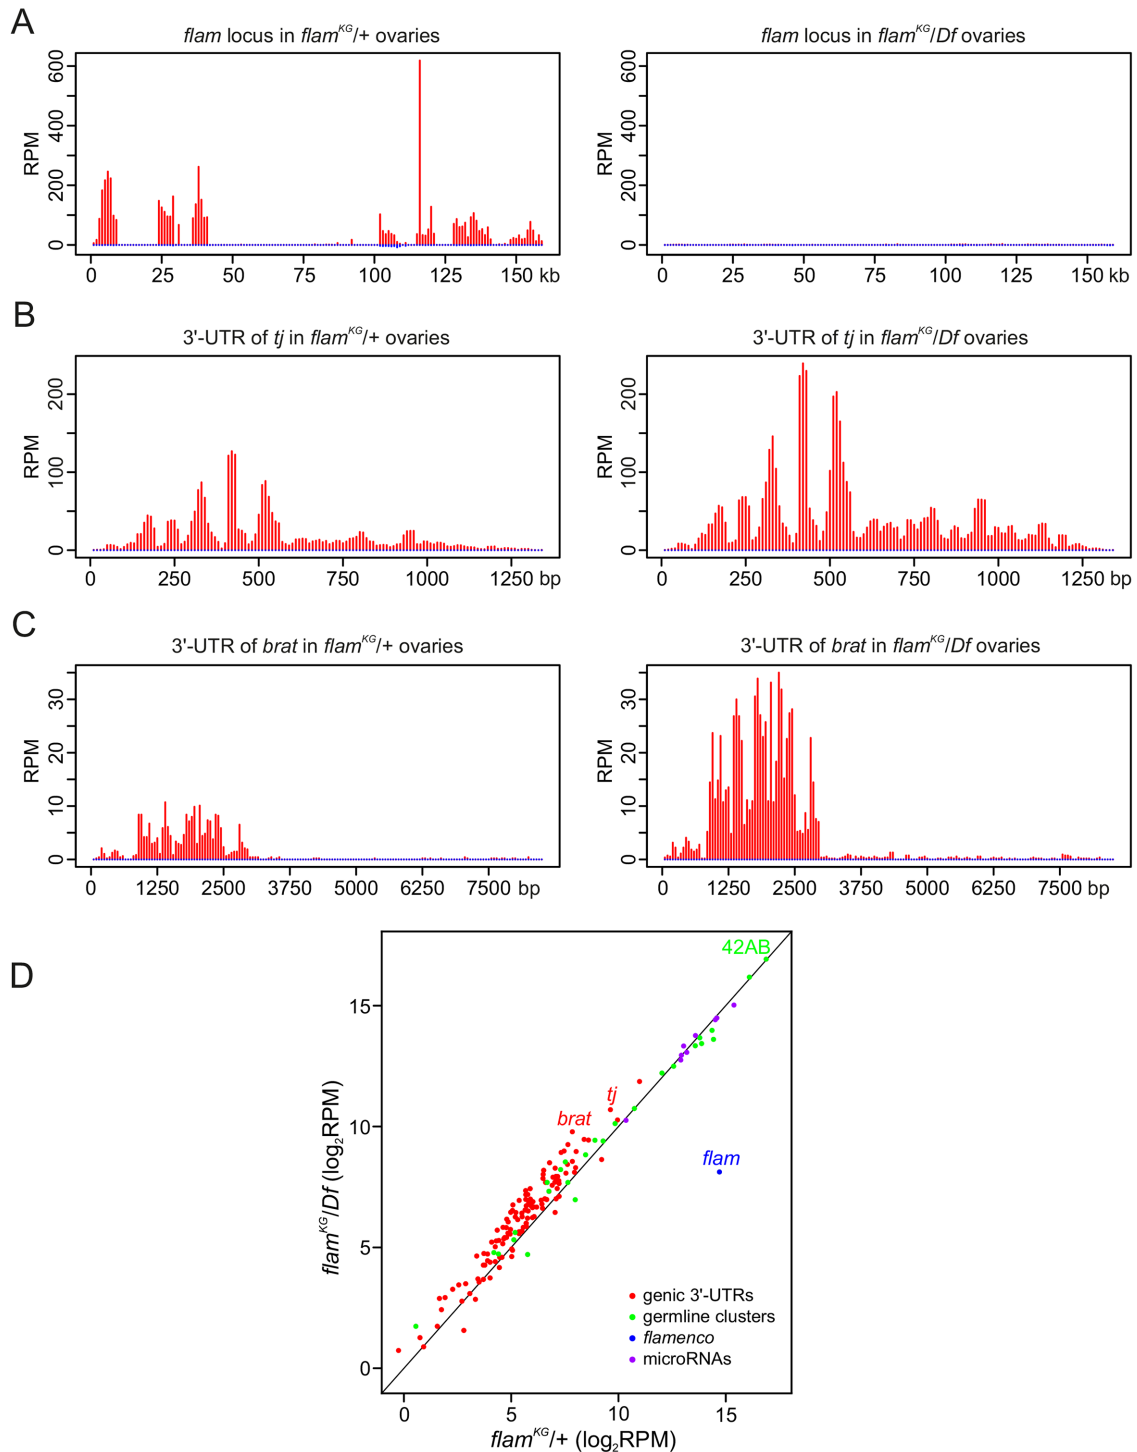 A
flam locus in flamKG/+ ovaries
flam locus in flamKG/Df ovaries
RPM
0 200 400 600
0 25 50 75 100 125 150 kb
RPM
0 200 400 600
0 25 50 75 100 125 150 kb
B
3'-UTR of tj in flamKG/+ ovaries
3'-UTR of tj in flamKG/Df ovaries
RPM
0 100 200
0 250 500 750 1000 1250 bp
RPM
0 100 200
0 250 500 750 1000 1250 bp
C
3'-UTR of brat in flamKG/+ ovaries
3'-UTR of brat in flamKG/Df ovaries
RPM
0 10 20 30
0 1250 2500 3750 5000 6250 7500 bp
RPM
0 10 20 30
0 1250 2500 3750 5000 6250 7500 bp
D
42AB
tj
brat
flam
flamKG/Df (log2RPM)
15
10
5
0
genic 3'-UTRs
germline clusters
flamenco
microRNAs
0 5 10 15
flamKG/+ (log2RPM)